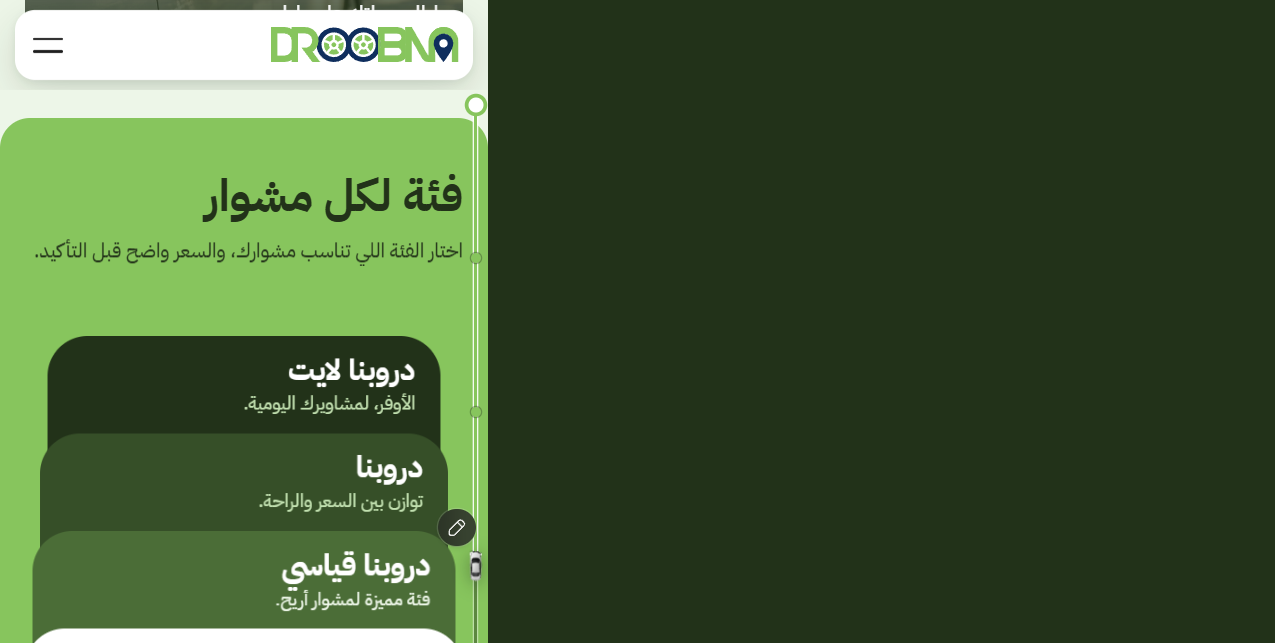 DROOBNA
فئة لكل مشوار
اختار الفئة اللي تناسب مشوارك، والسعر واضح قبل التأكيد.
دروبنا لايت
الأوفر، لمشاويرك اليومية.
دروبنا
توازن بين السعر والراحة.
دروبنا قياسي
فئة مميزة لمشوار أريح.